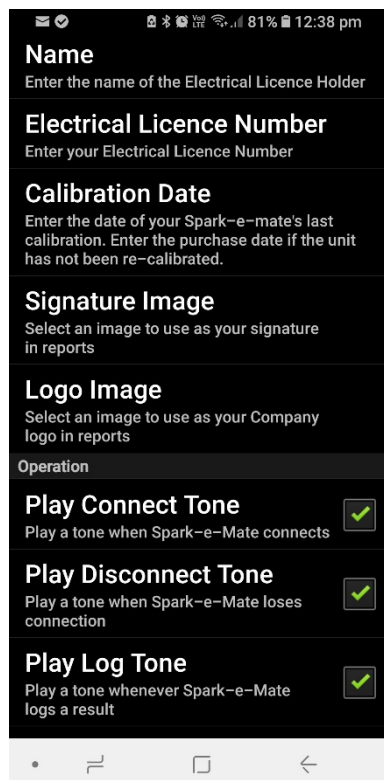 Vo)) LTE 81% 12:38 pm
Name
Enter the name of the Electrical Licence Holder
Electrical Licence Number
Enter your Electrical Licence Number
Calibration Date
Enter the date of your Spark-e-mate's last
calibration. Enter the purchase date if the unit
has not been re-calibrated.
Signature Image
Select an image to use as your signature
in reports
Logo Image
Select an image to use as your Company
logo in reports
Operation
Play Connect Tone
Play a tone when Spark-e-Mate connects
Play Disconnect Tone
Play a tone when Spark-e-Mate loses
connection
Play Log Tone
Play a tone whenever Spark-e-Mate
logs a result